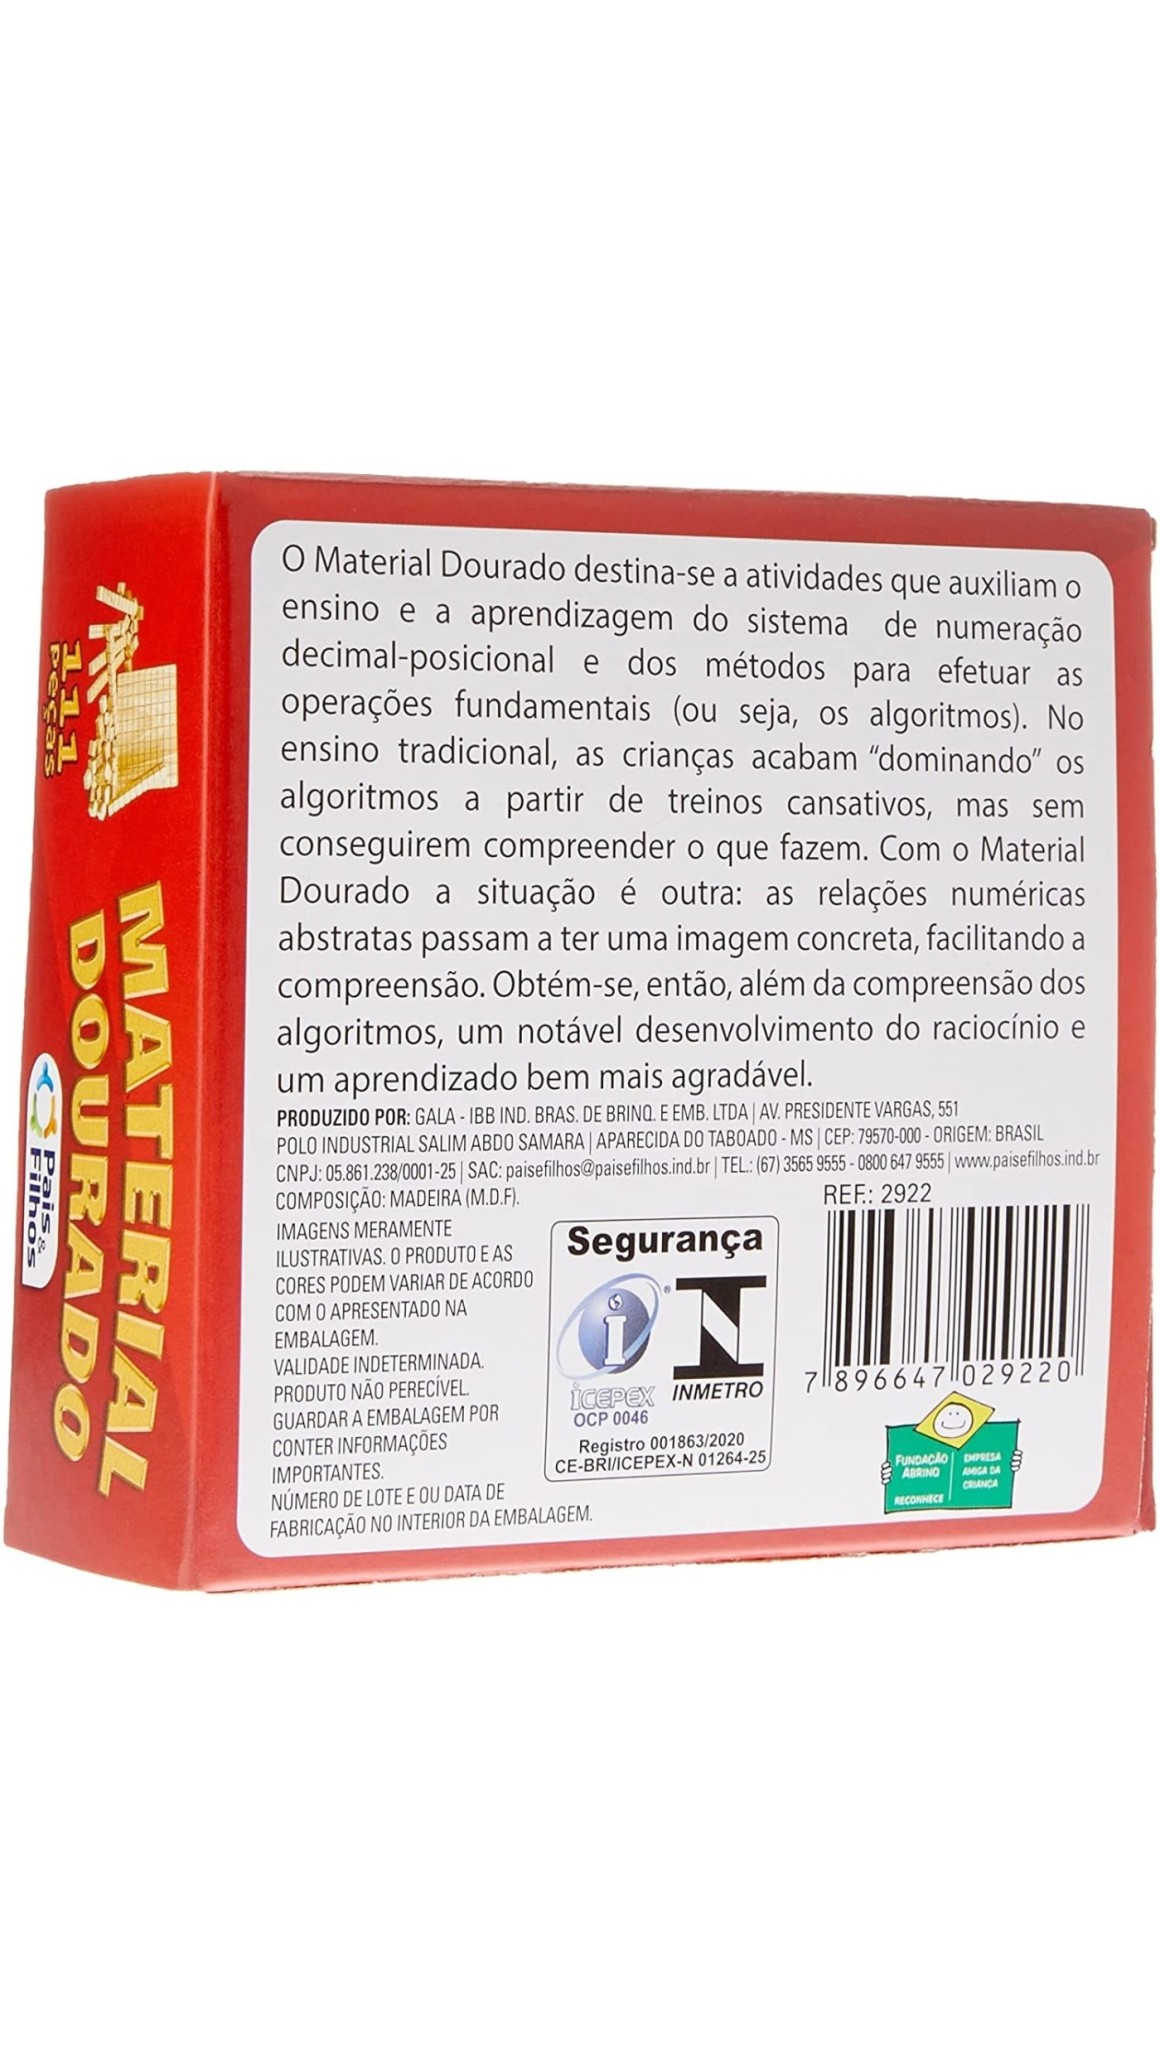 O Material Dourado destina-se a atividades que auxiliam o
ensino e a aprendizagem do sistema de numeração
decimal-posicional e dos métodos para efetuar as
operações fundamentais (ou seja, os algoritmos). No
ensino tradicional, as crianças acabam “dominando” os
algoritmos a partir de treinos cansativos, mas sem
conseguirem compreender o que fazem. Com o Material
Dourado a situação é outra: as relações numéricas
abstratas passam a ter uma imagem concreta, facilitando a
compreensão. Obtém-se, então, além da compreensão dos
algoritmos, um notável desenvolvimento do raciocínio e
um aprendizado bem mais agradável.
PRODUZIDO POR: GALA - IBB IND. BRAS. DE BRINQ. E EMB. LTDA | AV. PRESIDENTE VARGAS, 551
POLO INDUSTRIAL SALIM ABDO SAMARA | APARECIDA DO TABOADO - MS | CEP: 79570-000 - ORIGEM: BRASIL
CNPJ: 05.861.238/0001-25 | SAC: paisefilhos@paisefilhos.ind.br | TEL.: (67) 3565 9555 - 0800 647 9555 | www.paisefilhos.ind.br
COMPOSIÇÃO: MADEIRA (M.D.F).
IMAGENS MERAMENTE
ILUSTRATIVAS. O PRODUTO E AS
CORES PODEM VARIAR DE ACORDO
COM O APRESENTADO NA
EMBALAGEM.
VALIDADE INDETERMINADA.
PRODUTO NÃO PERECÍVEL.
GUARDAR A EMBALAGEM POR
CONTER INFORMAÇÕES
IMPORTANTES.
NÚMERO DE LOTE E OU DATA DE
FABRICAÇÃO NO INTERIOR DA EMBALAGEM.
Segurança
ICEPEX
OCP 0046
INMETRO
Registro 001863/2020
CE-BRI/ICEPEX-N 01264-25
REF.: 2922
7 896647 029220
FUNDAÇÃO
ABRINQ
RECONHECE
EMPRESA
AMIGA DA
CRIANÇA
111
peças
MATERIAL
DOURADO
Pais &
Filhos